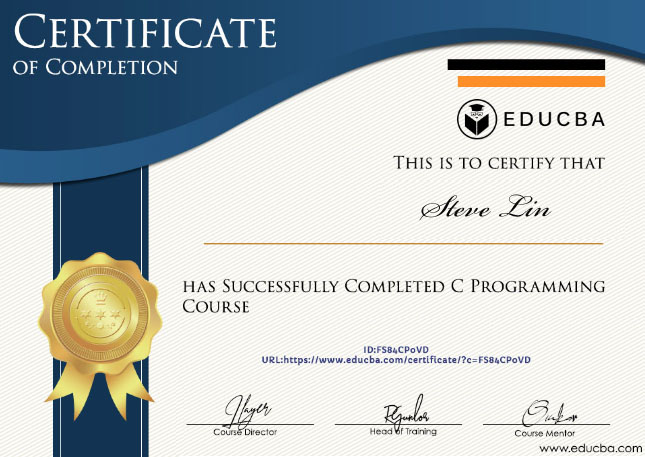 CERTIFICATE
OF COMPLETION
EDUCBA
THIS IS TO CERTIFY THAT
Steve Lin
HAS SUCCESSFULLY COMPLETED C PROGRAMMING
COURSE
ID:FS84CPoVD
URL:https://www.educba.com/certificate/?c=FS84CPoVD
Course Director
Head of Training
Course Mentor
www.educba.com